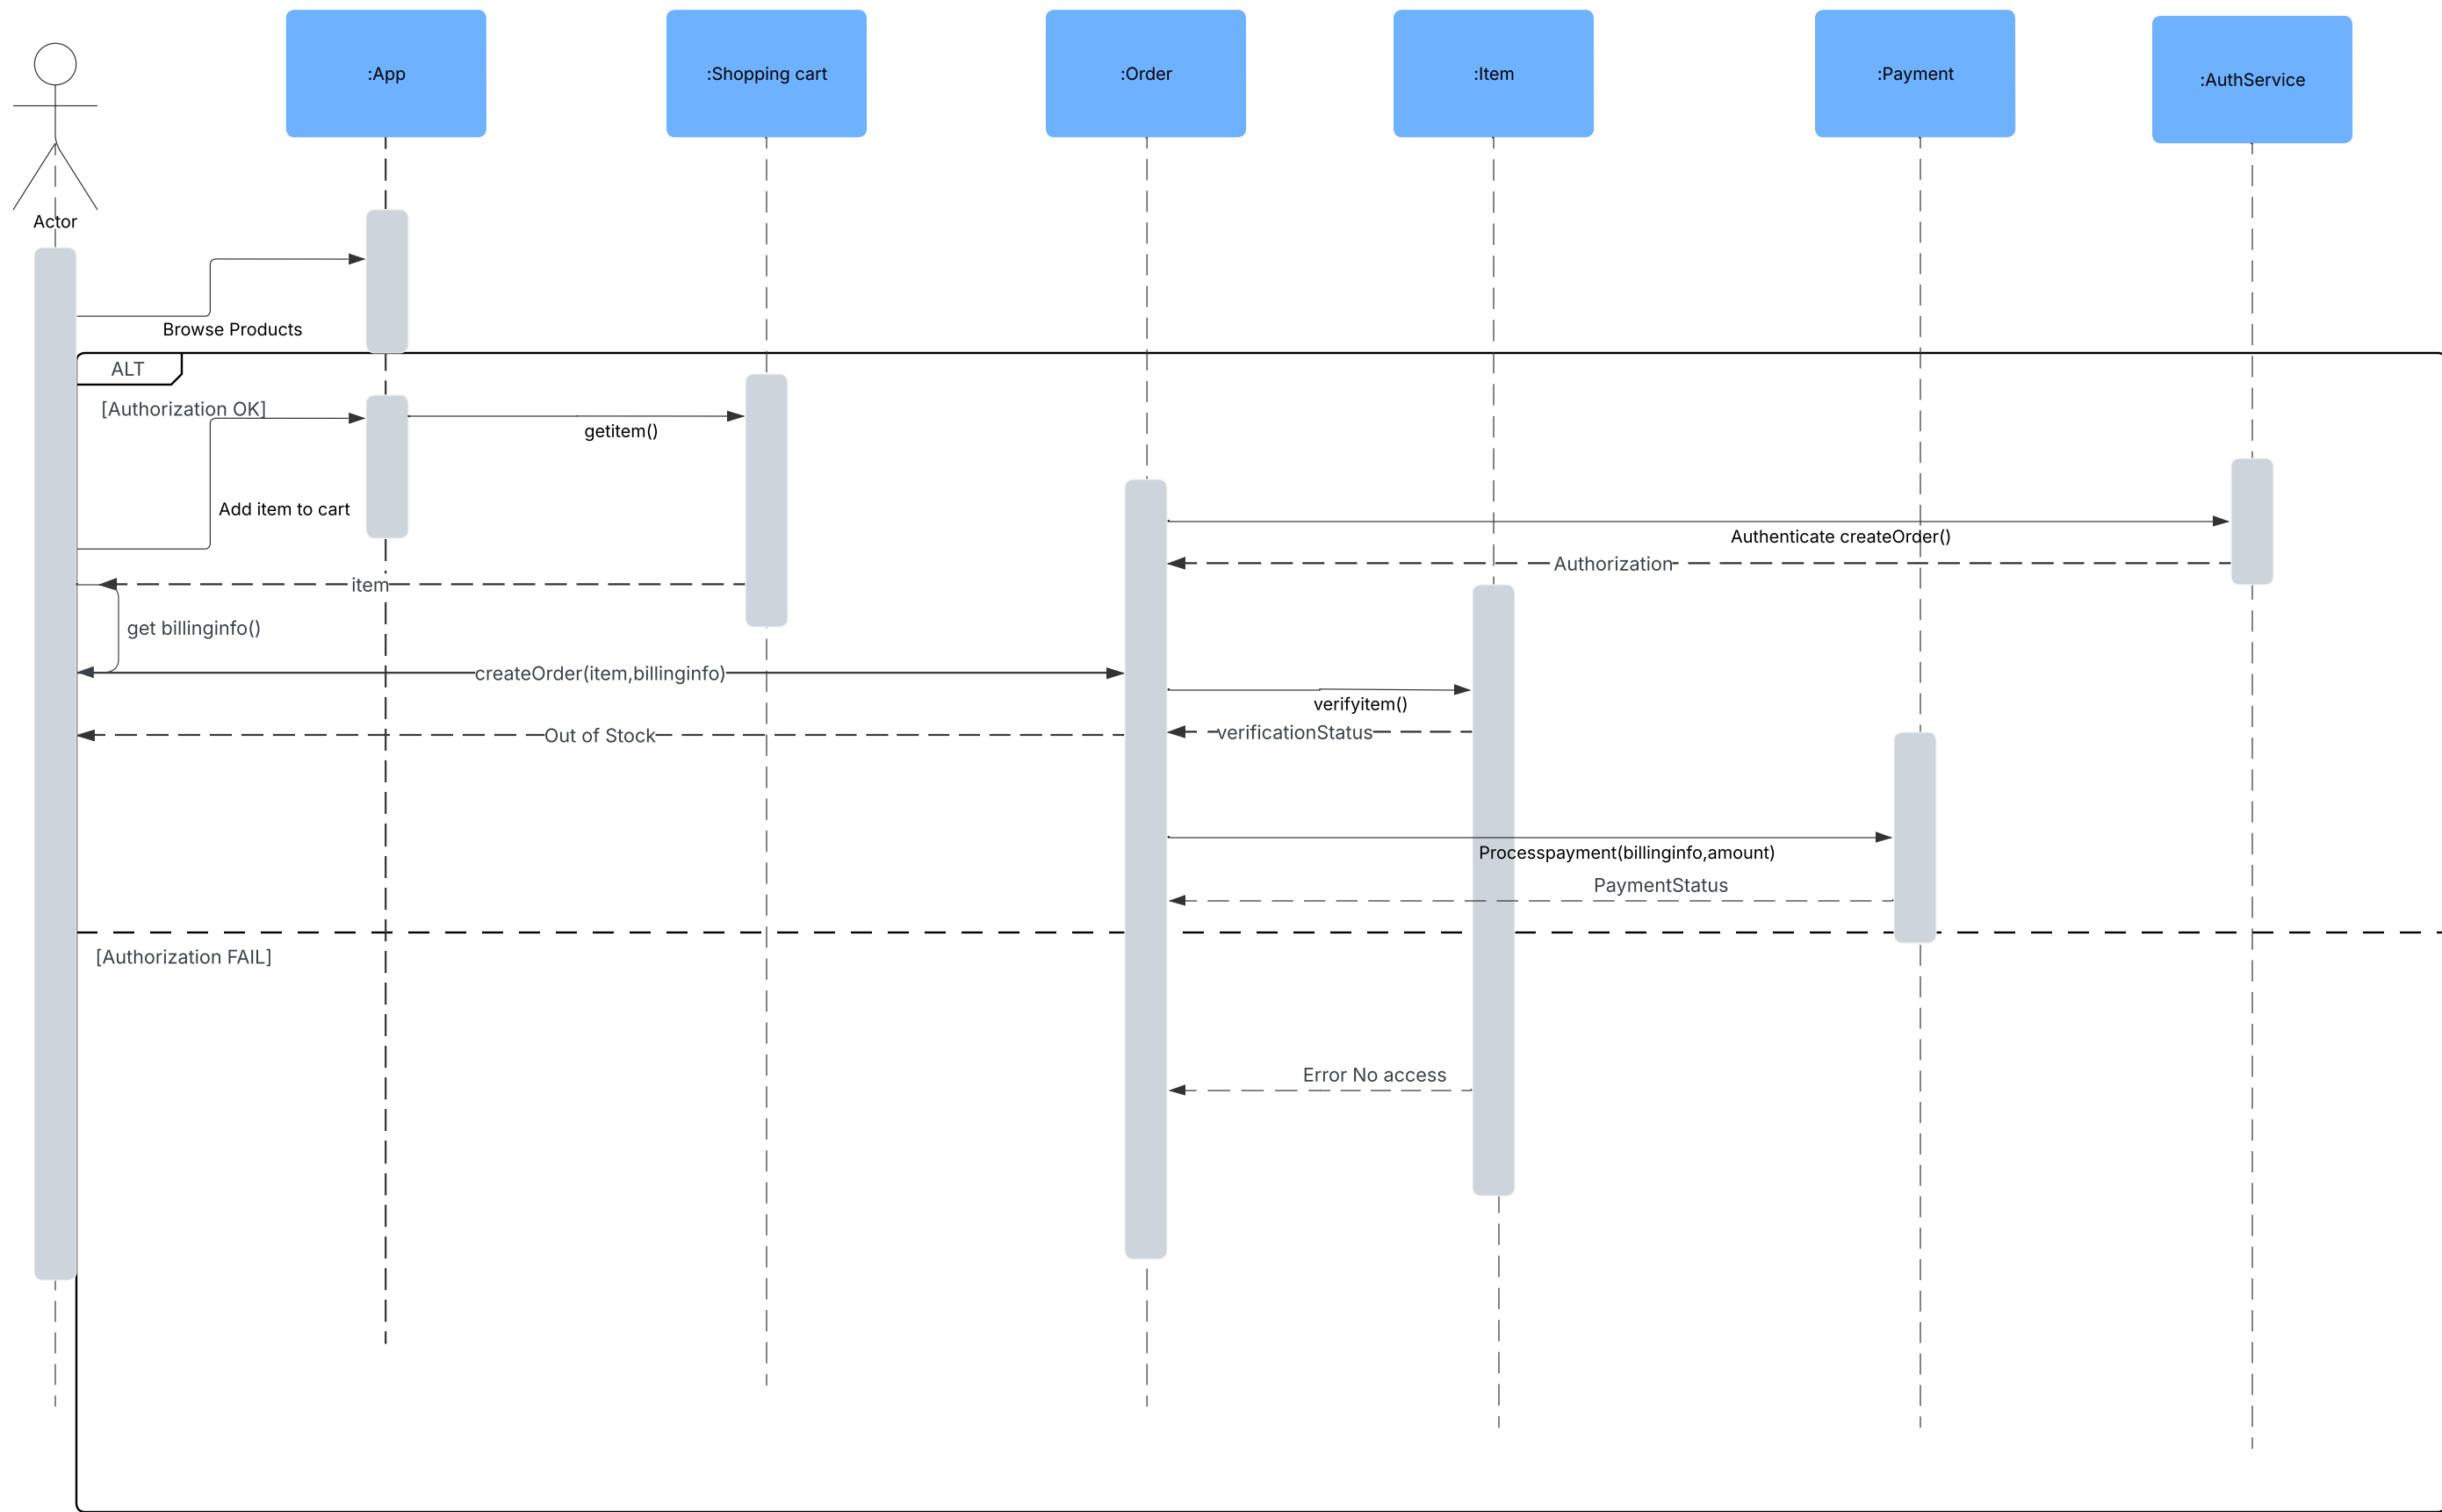 :App
:Shopping cart
:Order
:Item
:Payment
:AuthService
Actor
Browse Products
ALT
[Authorization OK]
getitem()
Add item to cart
Authenticate createOrder()
Authorization
item
get billinginfo()
createOrder(item,billinginfo)
verifyitem()
Out of Stock
verificationStatus
Processpayment(billinginfo,amount)
PaymentStatus
[Authorization FAIL]
Error No access